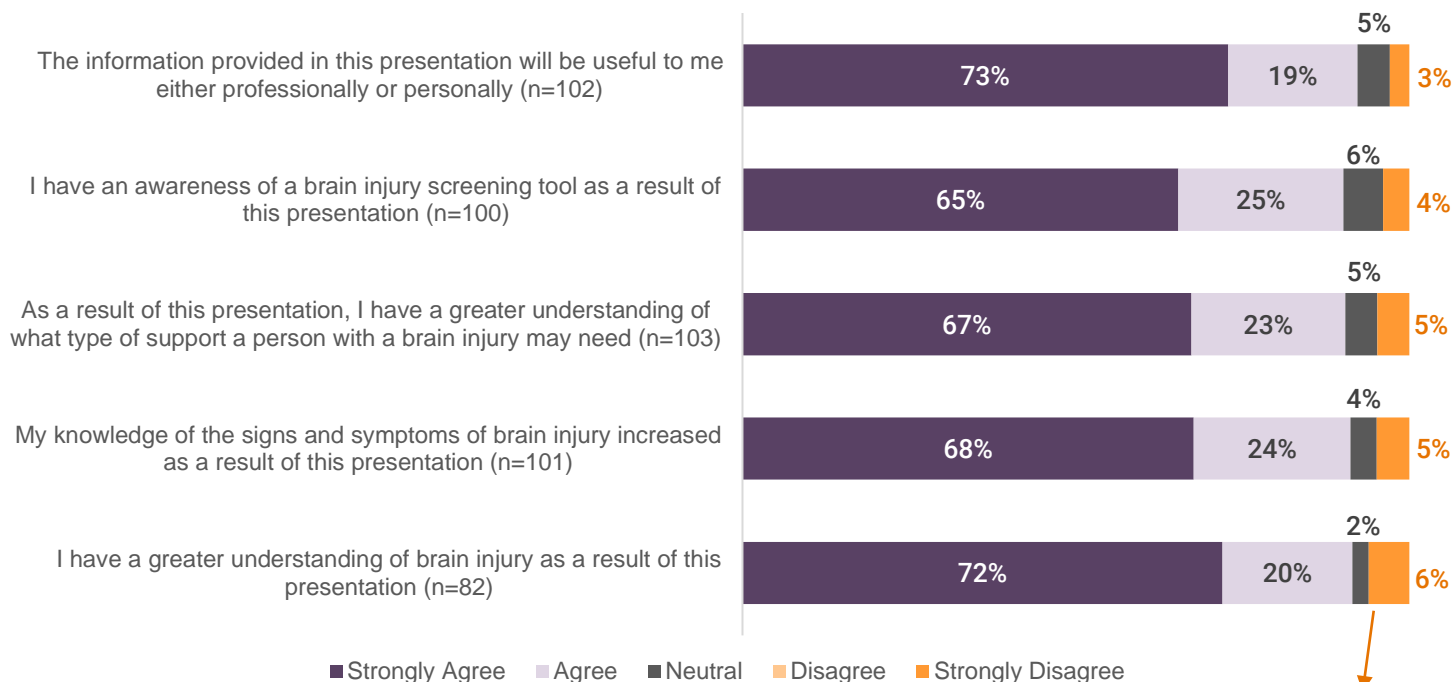 5%
The information provided in this presentation will be useful to me
either professionally or personally (n=102)
73%
19%
3%
6%
I have an awareness of a brain injury screening tool as a result of
this presentation (n=100)
65%
25%
4%
5%
As a result of this presentation, I have a greater understanding of
what type of support a person with a brain injury may need (n=103)
67%
23%
5%
4%
My knowledge of the signs and symptoms of brain injury increased
as a result of this presentation (n=101)
68%
24%
5%
2%
I have a greater understanding of brain injury as a result of this
presentation (n=82)
72%
20%
6%
Strongly Agree Agree Neutral Disagree Strongly Disagree